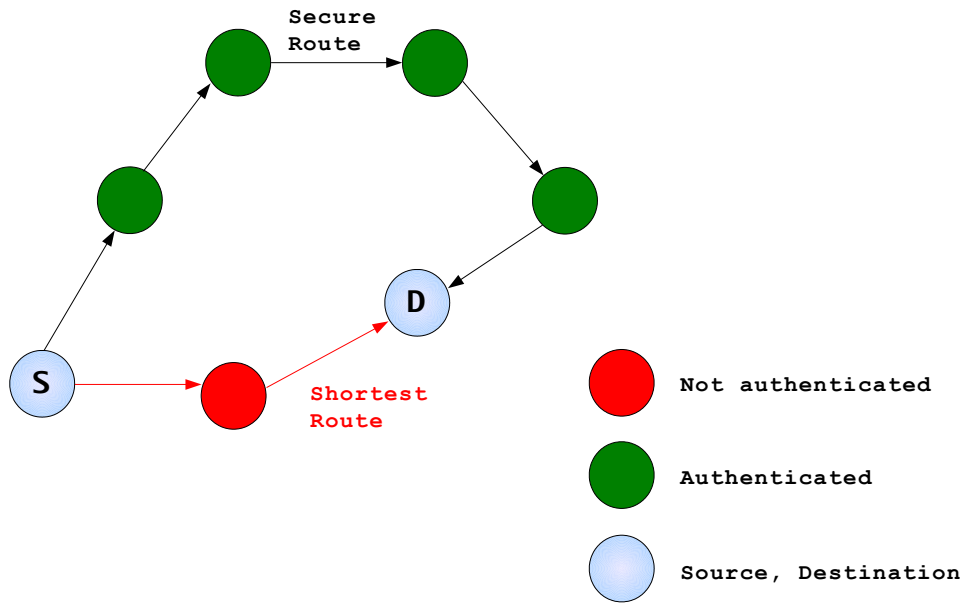 Secure
Route
D
S
Shortest
Route
Not authenticated
Authenticated
Source, Destination